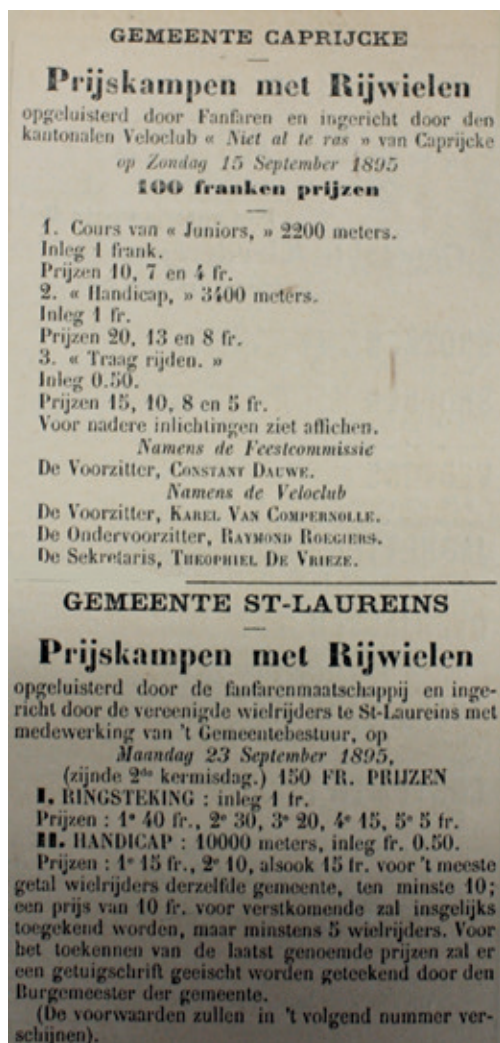 GEMEENTE CAPRIJCKE
Prijskampen met Rijwielen
opgeluisterd door Fanfaren en ingericht door den
kantonalen Veloclub « Niet al te ras » van Caprijcke
op Zondag 15 September 1895
100 franken prijzen
1. Cours van « Juniors, » 2200 meters.
Inleg 1 frank.
Prijzen 10, 7 en 4 fr.
2. « Handicap, » 3400 meters.
Inleg 1 fr.
Prijzen 20, 13 en 8 fr.
3. « Traag rijden. »
Inleg 0.50.
Prijzen 15, 10, 8 en 5 fr.
Voor nadere inlichtingen ziet affichen.
Namens de Feestcommissie
De Voorzitter, CONSTANT DAUWE.
Namens de Veloclub
De Voorzitter, KAREL VAN COMPERNOLLE.
De Ondervoorzitter, RAYMOND ROEGIERS.
De Sekretaris, THEOPHIEL DE VRIEZE.
GEMEENTE ST-LAUREINS
Prijskampen met Rijwielen
opgeluisterd door de fanfarenmaatschappij en inge-
richt door de vereenigde wielrijders te St-Laureins met
medewerking van 't Gemeentebestuur, op
Maandag 23 September 1895,
(zijnde 2de kermisdag.) 150 FR. PRIJZEN
I. RINGSTEKING : inleg 1 fr.
Prijzen : 1e 40 fr., 2e 30, 3e 20, 4e 15, 5e 5 fr.
II. HANDICAP : 10000 meters, inleg fr. 0.50.
Prijzen : 1e 15 fr., 2e 10, alsook 15 fr. voor 't meeste
getal wielrijders derzelfde gemeente, ten minste 10;
een prijs van 10 fr. voor verstkomende zal insgelijks
toegekend worden, maar minstens 5 wielrijders. Voor
het toekennen van de laatst genoemde prijzen zal er
een getuigschrift geeischt worden geteekend door den
Burgemeester der gemeente.
(De voorwaarden zullen in 't volgend nummer ver-
schijnen).